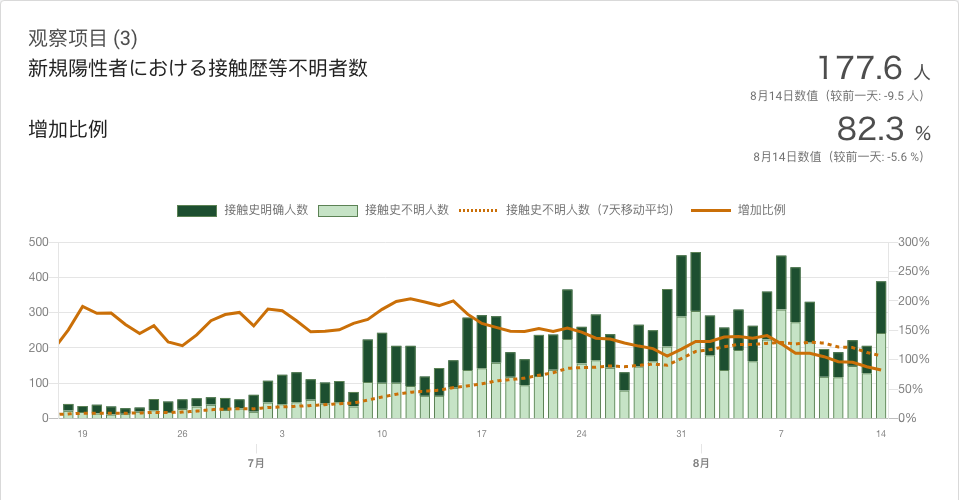 观察项目 (3)
新規陽性者における接触歴等不明者数
177.6 人
8月14日数值（较前一天: -9.5 人）
增加比例
82.3 %
8月14日数值（较前一天: -5.6 %）
接触史明确人数 接触史不明人数 接触史不明人数（7天移动平均） 增加比例
500 300%
250%
400
200%
300
150%
200
100%
100
50%
0 0%
19 26 3 10 17 24 31 7 14
7月 8月